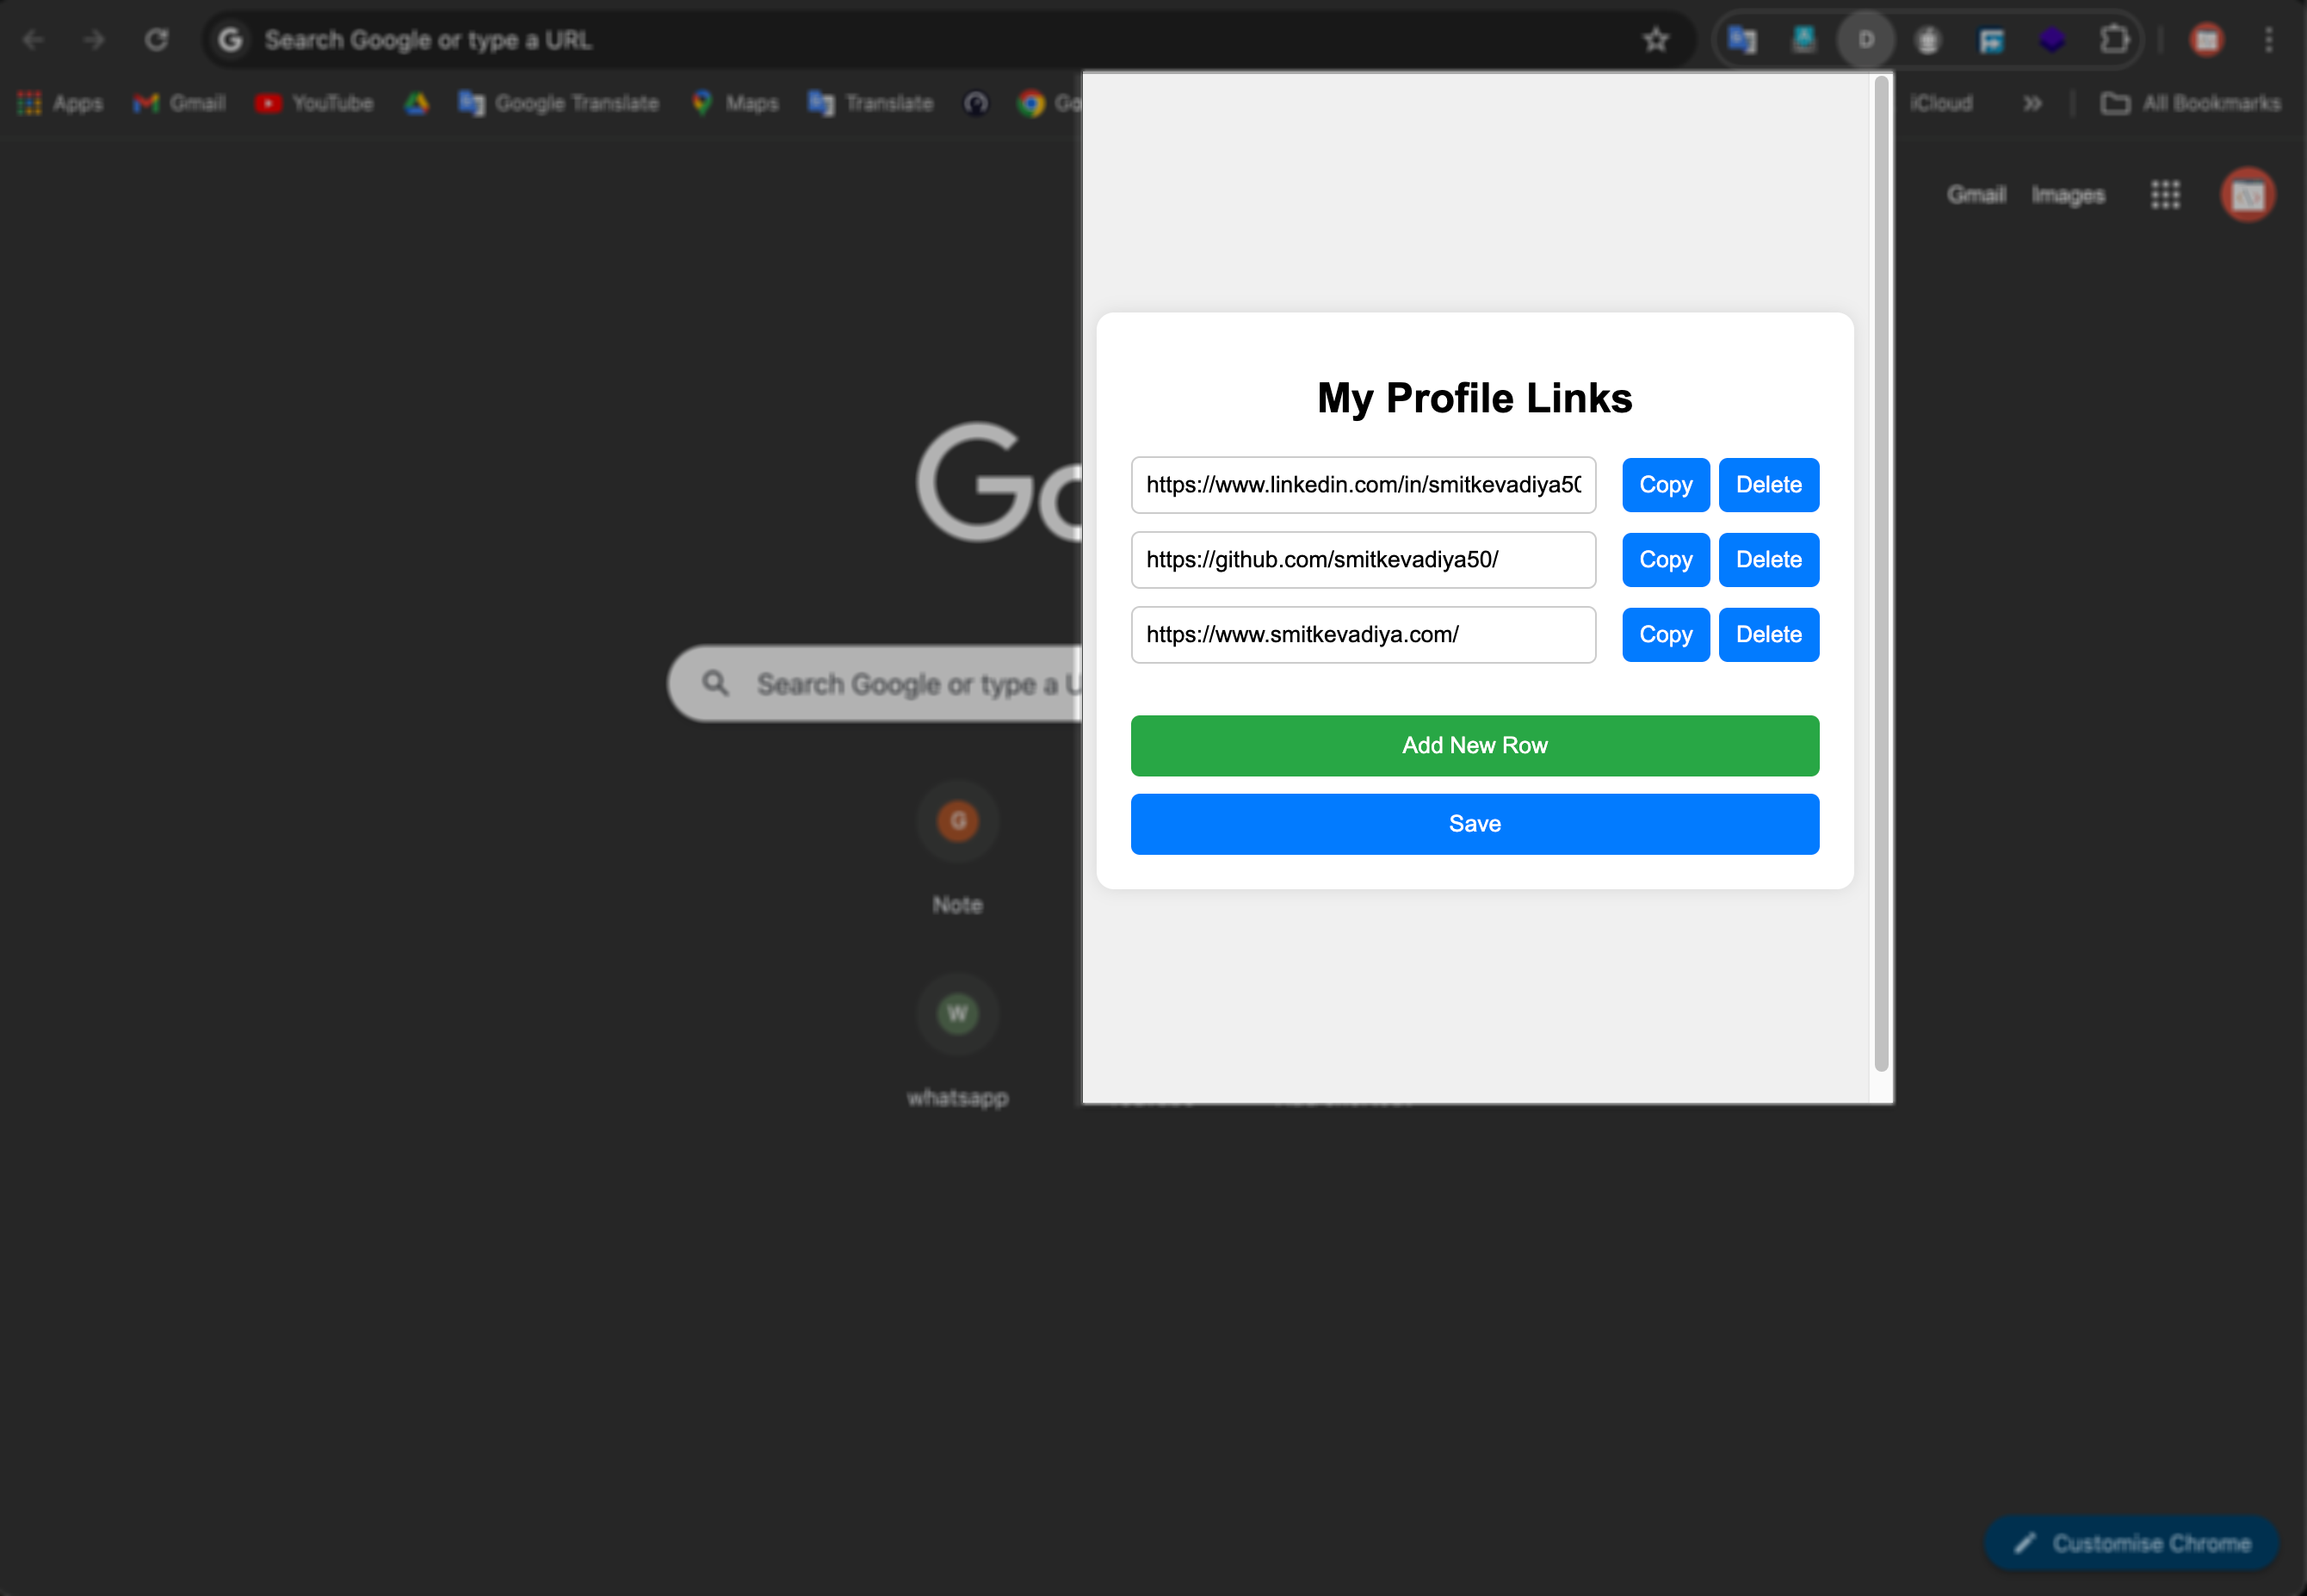 Search Google or type a URL
D
Apps
Gmail
YouTube
Google Translate
Maps
Translate
Go
iCloud
All Bookmarks
Gmail Images
My Profile Links
https://www.linkedin.com/in/smitkevadiya50 Copy Delete
https://github.com/smitkevadiya50/ Copy Delete
https://www.smitkevadiya.com/ Copy Delete
Go
Search Google or type a U
Add New Row
Save
G
Note
W
whatsapp
Customise Chrome